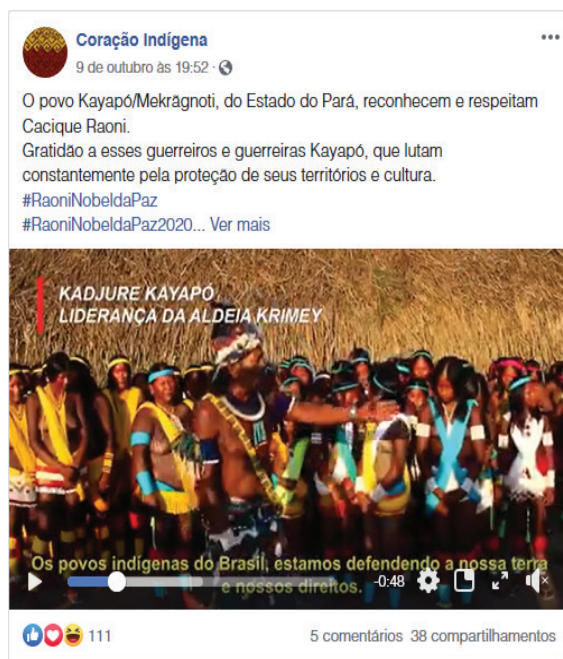 Coração Indígena
9 de outubro às 19:52 ·
O povo Kayapó/Mekrãgnoti, do Estado do Pará, reconhecem e respeitam
Cacique Raoni.
Gratidão a esses guerreiros e guerreiras Kayapó, que lutam
constantemente pela proteção de seus territórios e cultura.
#RaoniNobeldaPaz
#RaoniNobeldaPaz2020... Ver mais
KADJURE KAYAPÓ
LIDERANÇA DA ALDEIA KRIMEY
Os povos indígenas do Brasil, estamos defendendo a nossa terra
e nossos direitos.
-0:48
111
5 comentários 38 compartilhamentos